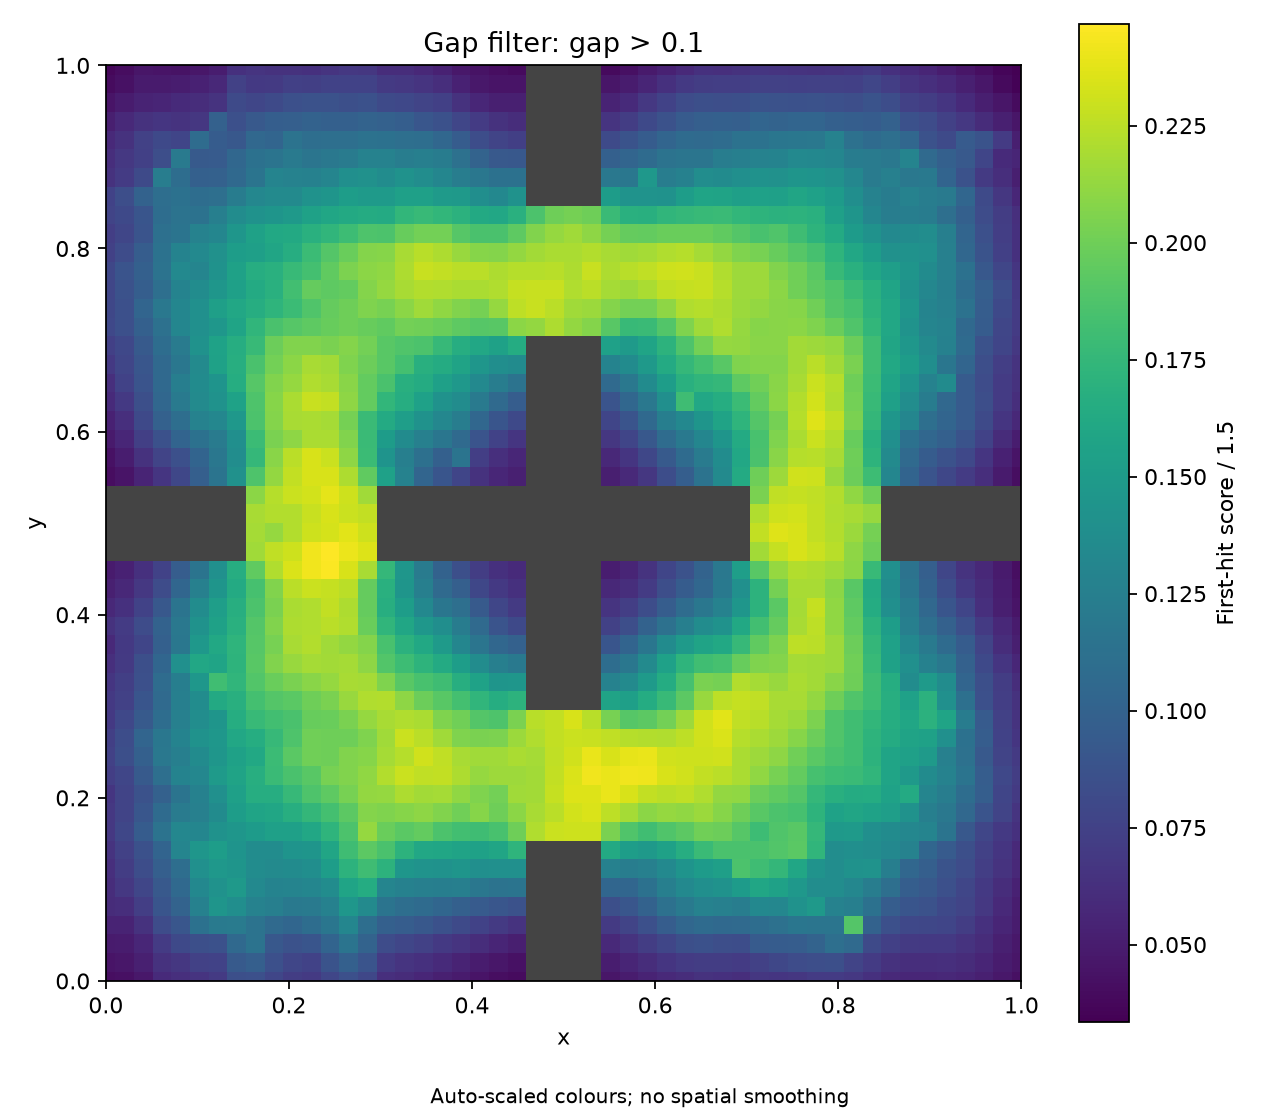 Gap filter: gap > 0.1
1.0
0.8
0.6
0.4
0.2
0.0
y
0.0 0.2 0.4 0.6 0.8 1.0
x
0.225
0.200
0.175
0.150
0.125
0.100
0.075
0.050
First-hit score / 1.5
Auto-scaled colours; no spatial smoothing